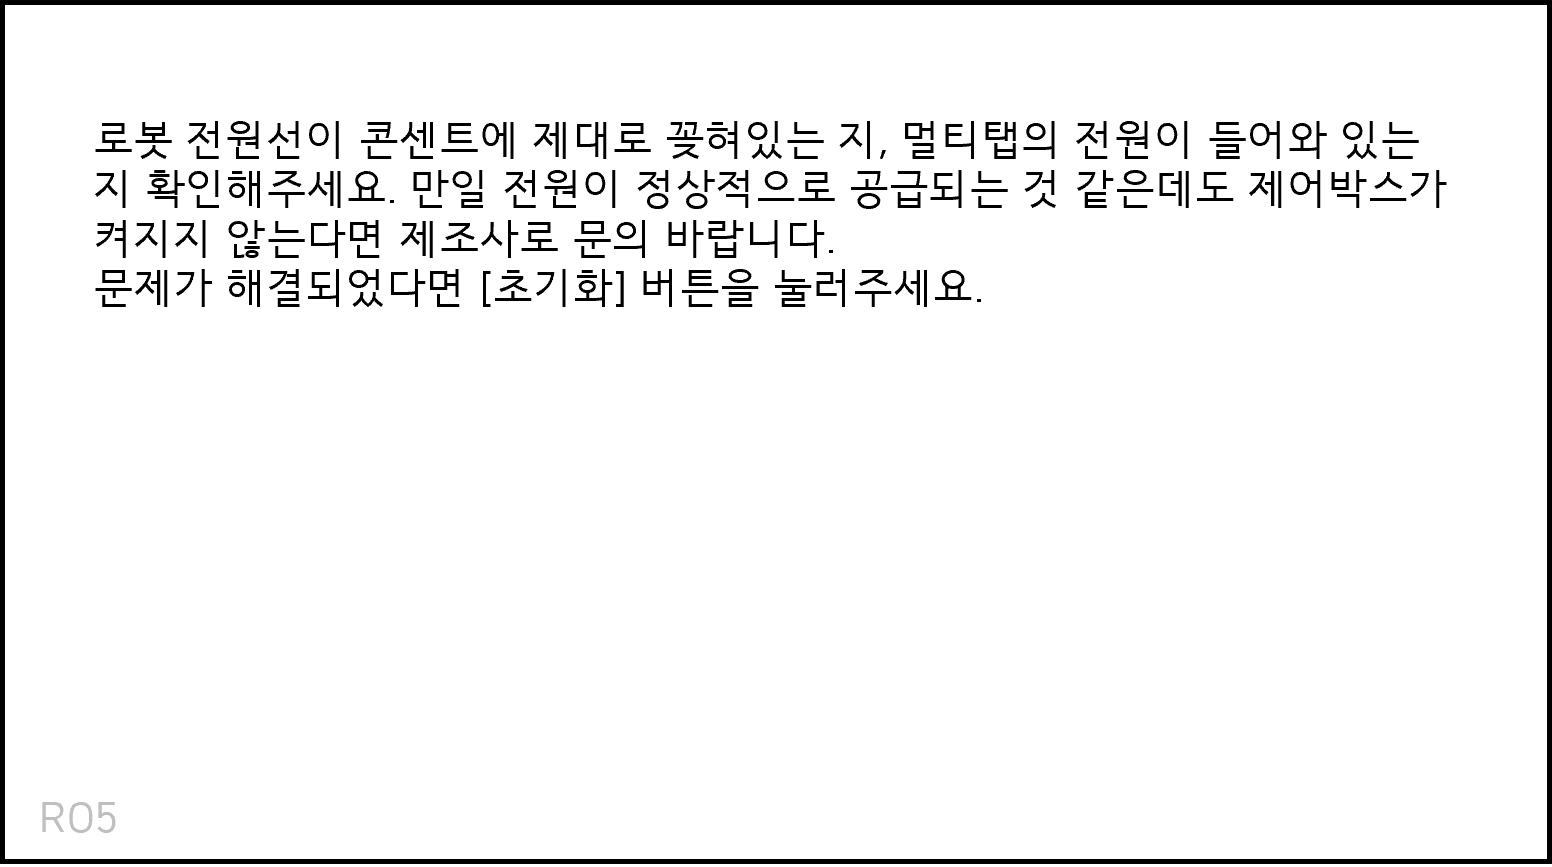 로봇 전원선이 콘센트에 제대로 꽂혀있는 지, 멀티탭의 전원이 들어와 있는
지 확인해주세요. 만일 전원이 정상적으로 공급되는 것 같은데도 제어박스가
켜지지 않는다면 제조사로 문의 바랍니다.
문제가 해결되었다면 [초기화] 버튼을 눌러주세요.
R05